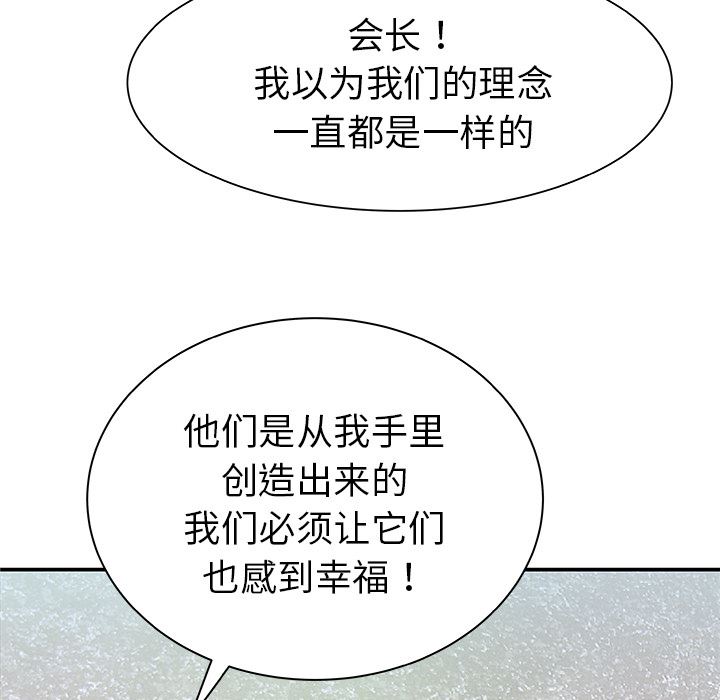 会长！
我以为我们的理念
一直都是一样的
他们是从我手里
创造出来的
我们必须让它们
也感到幸福！